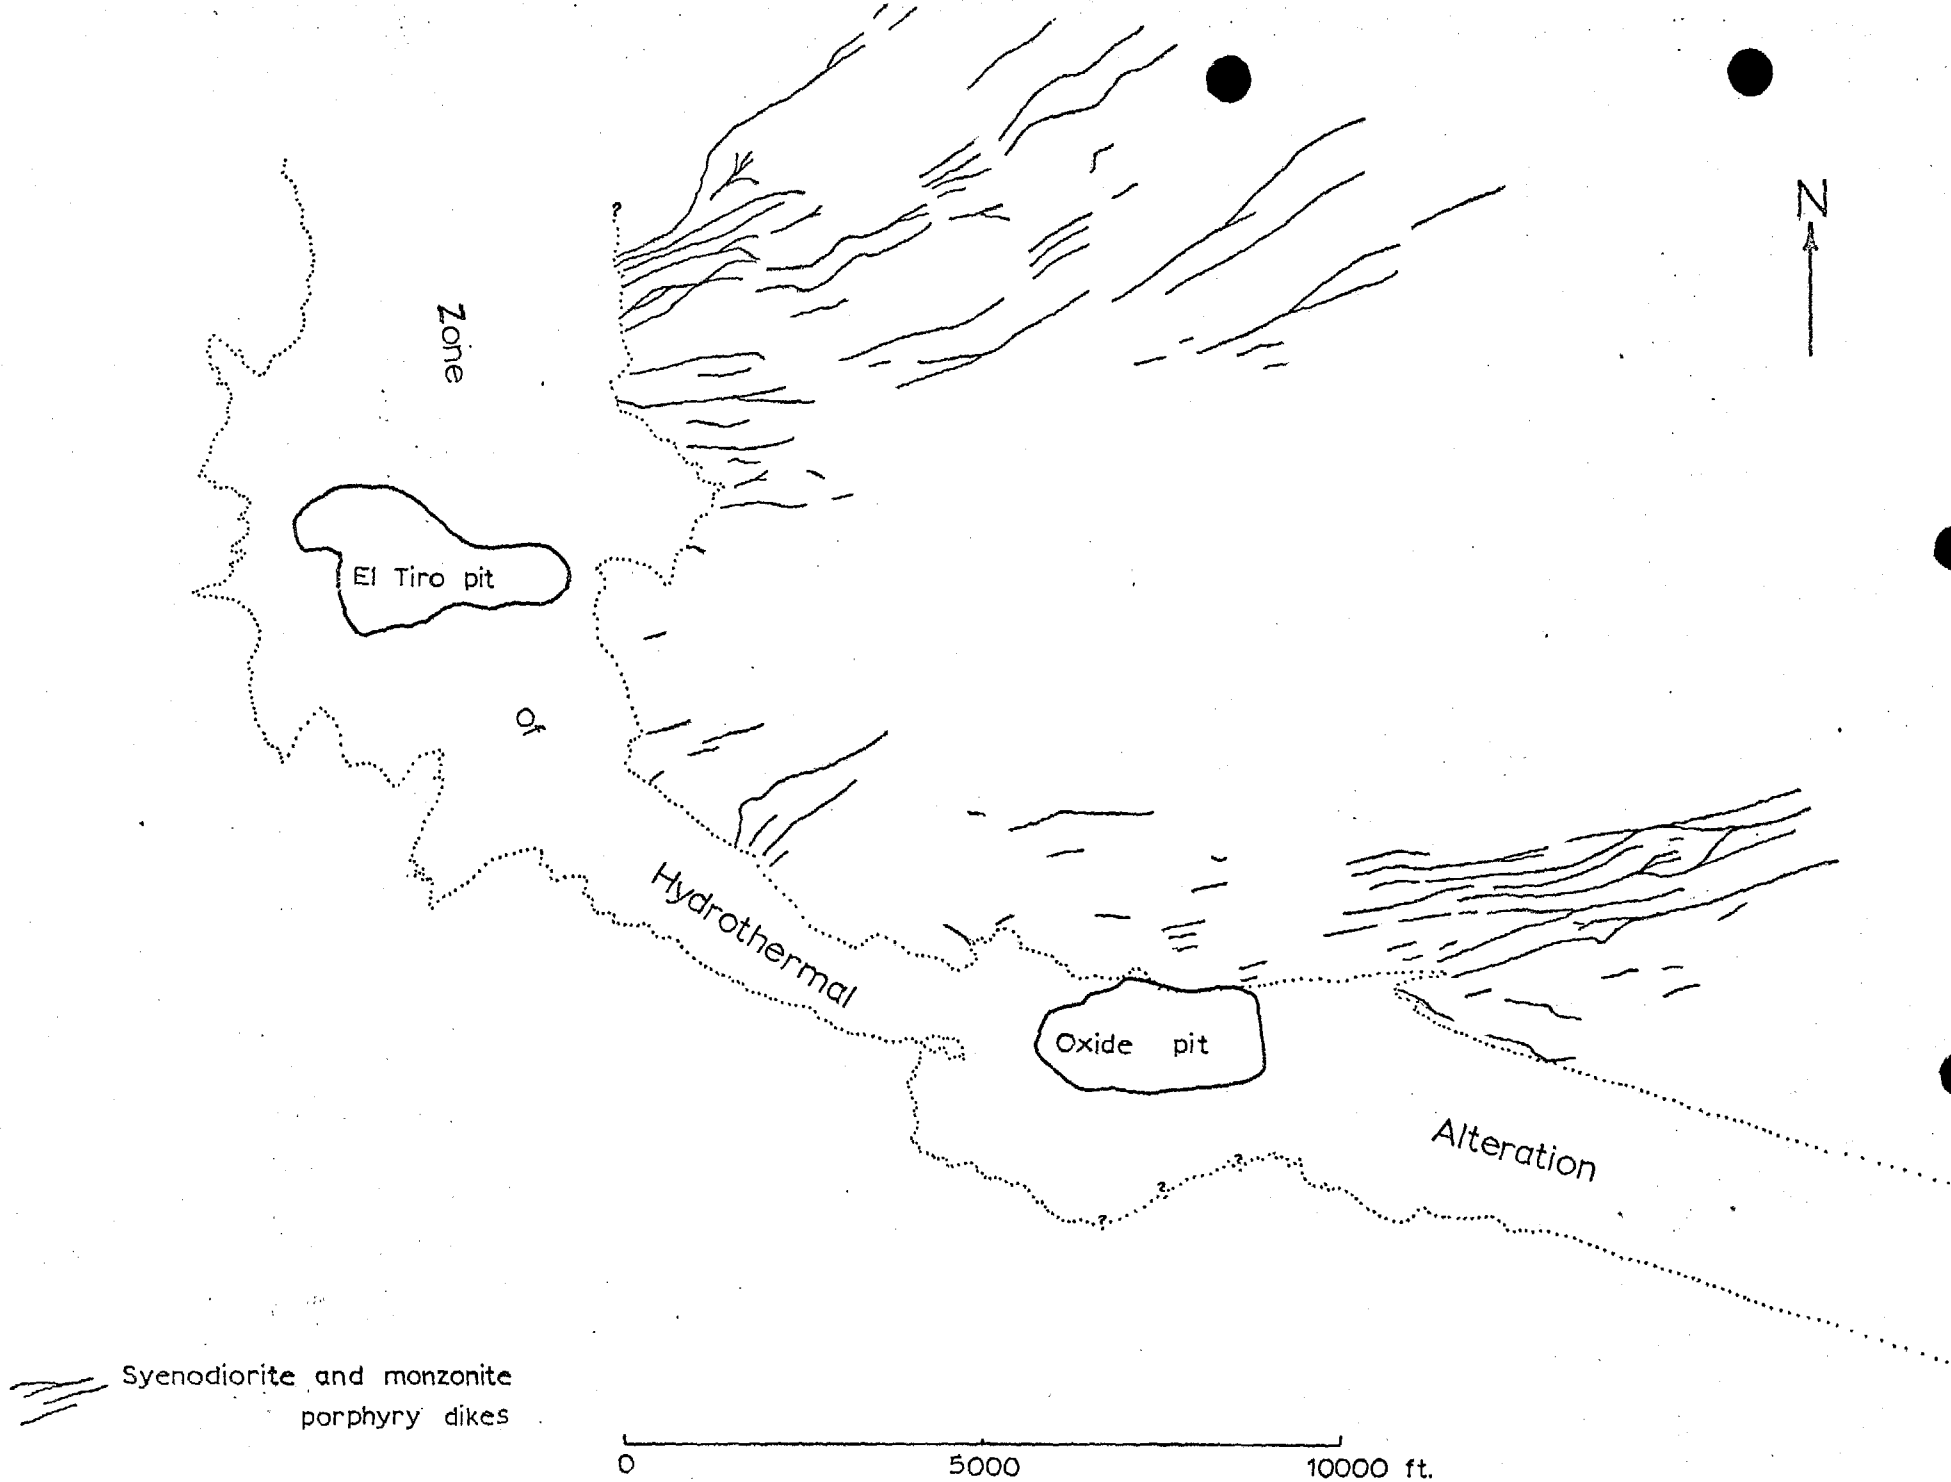 N
?
Zone
El Tiro pit
Of
Hydrothermal
Oxide pit
Alteration
?
?
?
Syenodiorite and monzonite
porphyry dikes
0 5000 10000 ft.